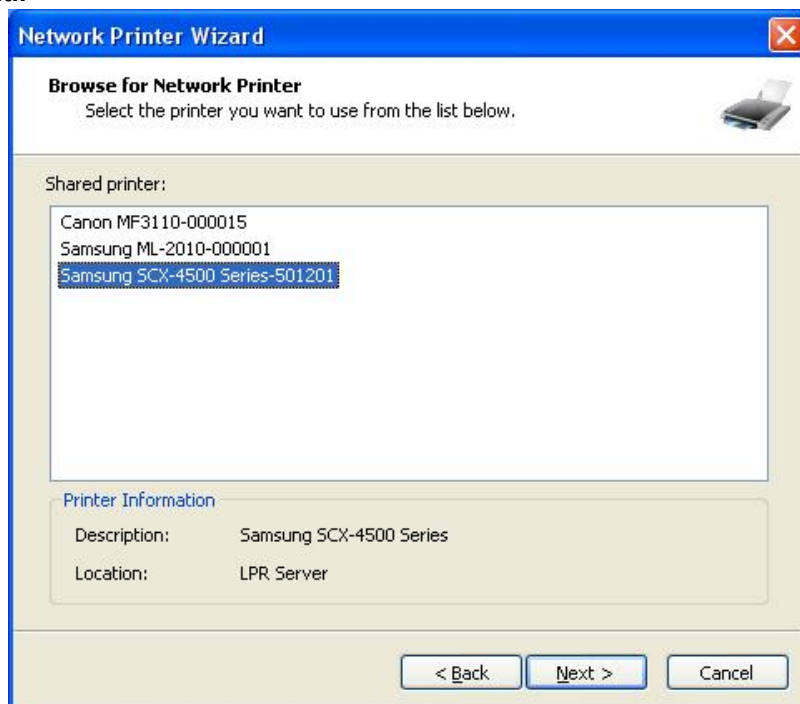 Network Printer Wizard
Browse for Network Printer
Select the printer you want to use from the list below.
Shared printer:
Canon MF3110-000015
Samsung ML-2010-000001
Samsung SCX-4500 Series-501201
Printer Information
Description: Samsung SCX-4500 Series
Location: LPR Server
< Back Next > Cancel